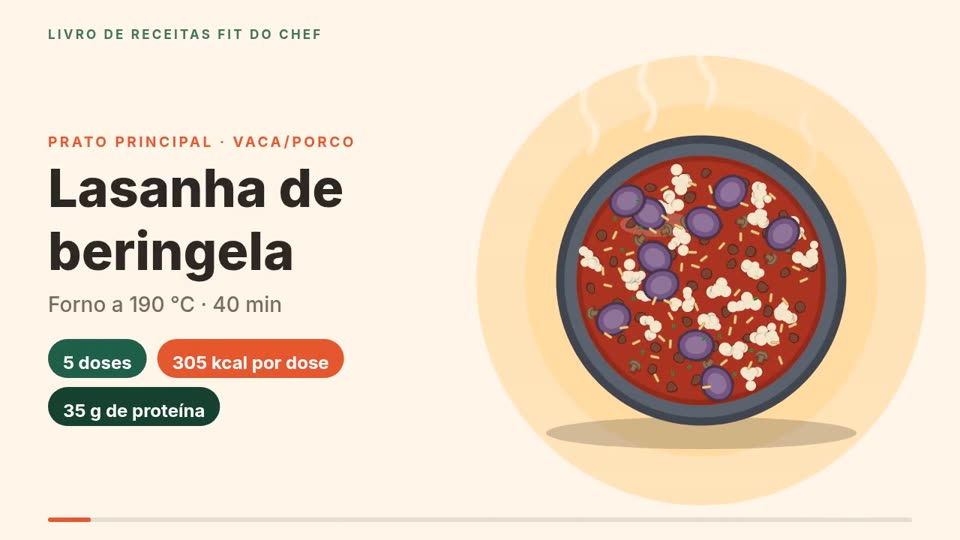 LIVRO DE RECEITAS FIT DO CHEF
PRATO PRINCIPAL · VACA/PORCO
Lasanha de
beringela
Forno a 190 °C · 40 min
5 doses
305 kcal por dose
35 g de proteína